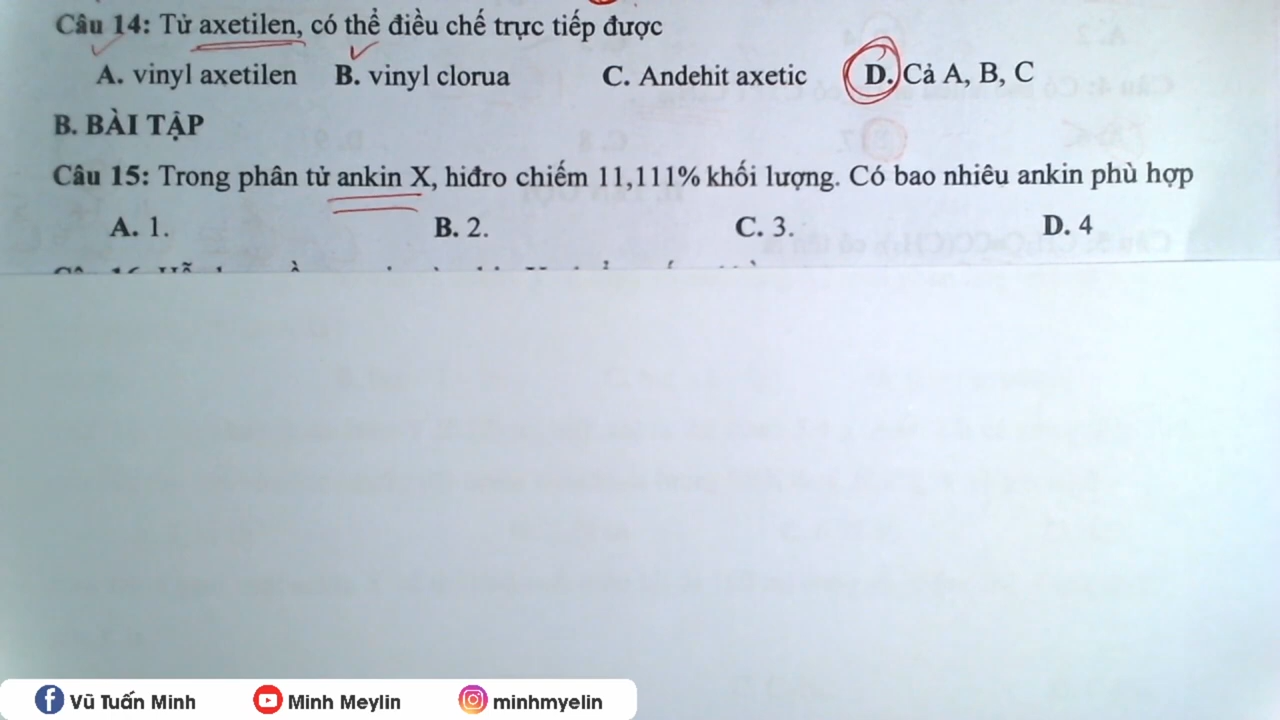 Câu 14: Từ axetilen, có thể điều chế trực tiếp được
A. vinyl axetilen B. vinyl clorua C. Andehit axetic D. Cả A, B, C
B. BÀI TẬP
Câu 15: Trong phân tử ankin X, hiđro chiếm 11,111% khối lượng. Có bao nhiêu ankin phù hợp
A. 1. B. 2. C. 3. D. 4
Vũ Tuấn Minh Minh Meylin minhmyelin